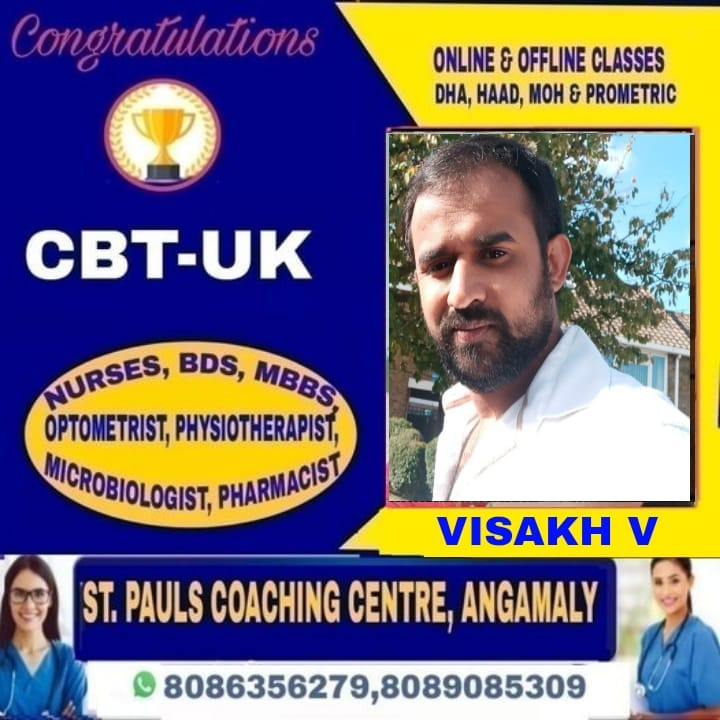 Congratulations
ONLINE & OFFLINE CLASSES
DHA, HAAD, MOH & PROMETRIC
CBT-UK
NURSES, BDS, MBBS,
OPTOMETRIST, PHYSIOTHERAPIST,
MICROBIOLOGIST, PHARMACIST
VISAKH V
ST. PAULS COACHING CENTRE, ANGAMALY
8086356279,8089085309